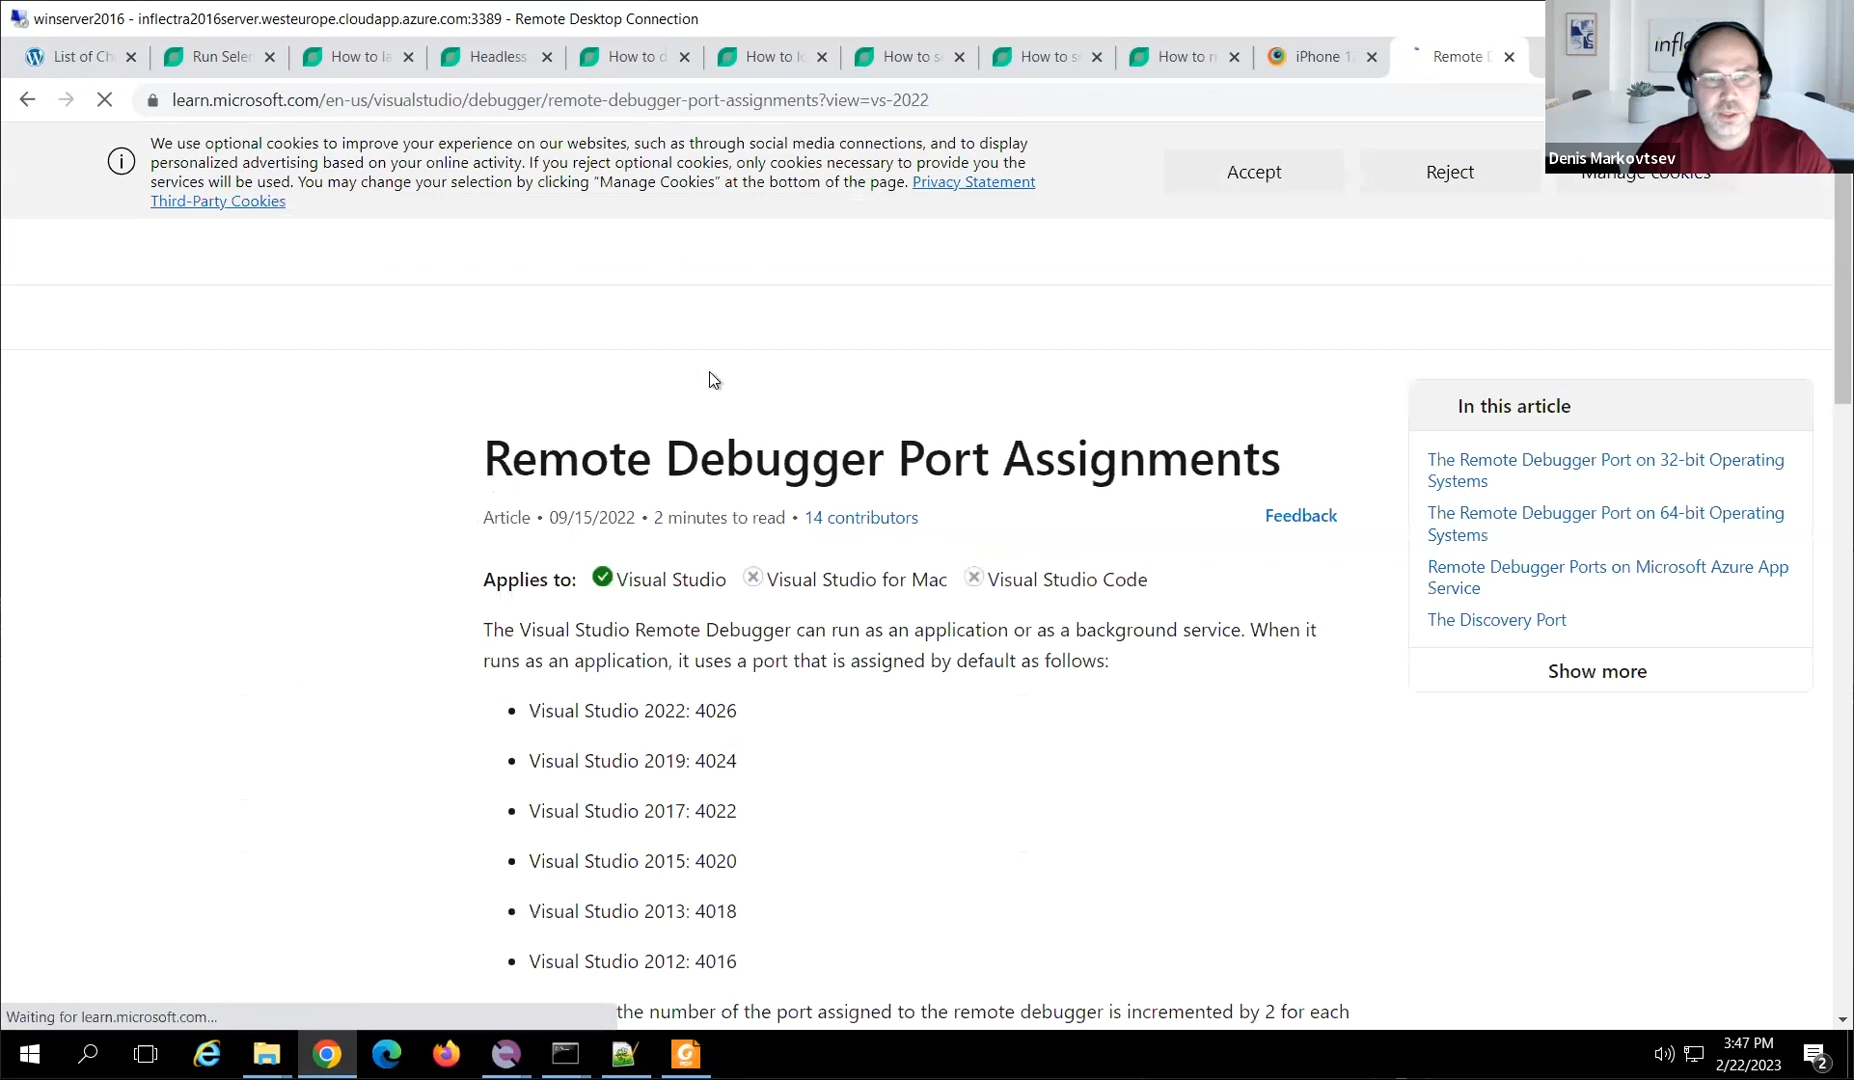 winserver2016 - inflectra2016server.westeurope.cloudapp.azure.com:3389 - Remote Desktop Connection
List of Ch
Run Seler
How to la
Headless
How to d
How to lo
How to s
How to s
How to r
iPhone 1
Remote D
learn.microsoft.com/en-us/visualstudio/debugger/remote-debugger-port-assignments?view=vs-2022
infl
Denis Markovtsev
We use optional cookies to improve your experience on our websites, such as through social media connections, and to display
personalized advertising based on your online activity. If you reject optional cookies, only cookies necessary to provide you the
services will be used. You may change your selection by clicking “Manage Cookies” at the bottom of the page. Privacy Statement
Third-Party Cookies
Accept
Reject
Manage cookies
Remote Debugger Port Assignments
Article • 09/15/2022 • 2 minutes to read • 14 contributors
Feedback
Applies to: Visual Studio Visual Studio for Mac Visual Studio Code
The Visual Studio Remote Debugger can run as an application or as a background service. When it
runs as an application, it uses a port that is assigned by default as follows:
• Visual Studio 2022: 4026
• Visual Studio 2019: 4024
• Visual Studio 2017: 4022
• Visual Studio 2015: 4020
• Visual Studio 2013: 4018
• Visual Studio 2012: 4016
the number of the port assigned to the remote debugger is incremented by 2 for each
In this article
The Remote Debugger Port on 32-bit Operating
Systems
The Remote Debugger Port on 64-bit Operating
Systems
Remote Debugger Ports on Microsoft Azure App
Service
The Discovery Port
Show more
Waiting for learn.microsoft.com...
3:47 PM
2/22/2023
2